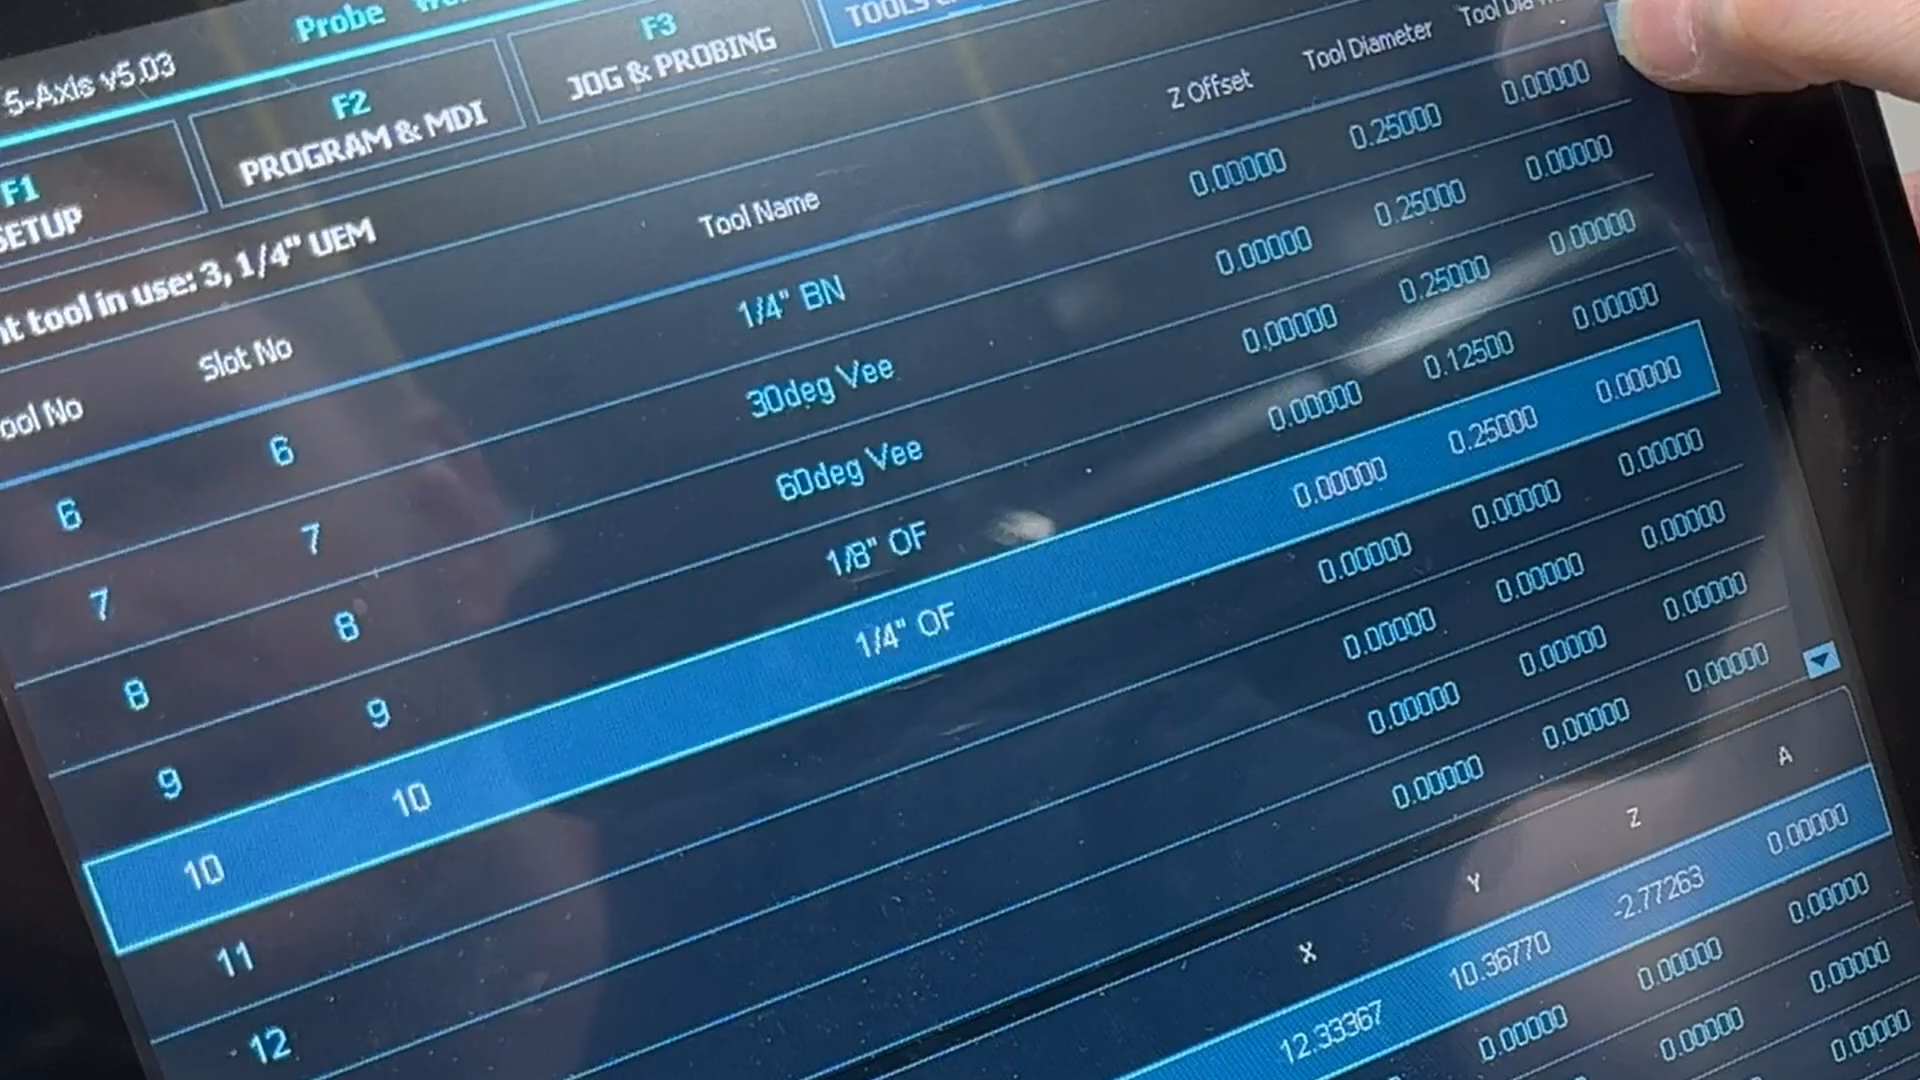 5-Axis v5.03
Probe
F1
SETUP
F2
PROGRAM & MDI
F3
JOG & PROBING
TOOLS
tool in use: 3, 1/4" UEM
Slot No Tool Name Z Offset Tool Diameter Tool Dia
6 6 1/4" BN 0.00000 0.25000 0.00000
7 7 30deg Vee 0.00000 0.25000 0.00000
8 8 60deg Vee 0.00000 0.25000 0.00000
9 9 1/8" OF 0.00000 0.12500 0.00000
10 10 1/4" OF 0.00000 0.25000 0.00000
11 0.00000 0.00000 0.00000
12 0.00000 0.00000 0.00000
0.00000 0.00000 0.00000
0.00000 0.00000 0.00000
X Y Z A
12.33367 10.36770 -2.77263 0.00000
0.00000 0.00000 0.00000
0.00000 0.00000
0.00000